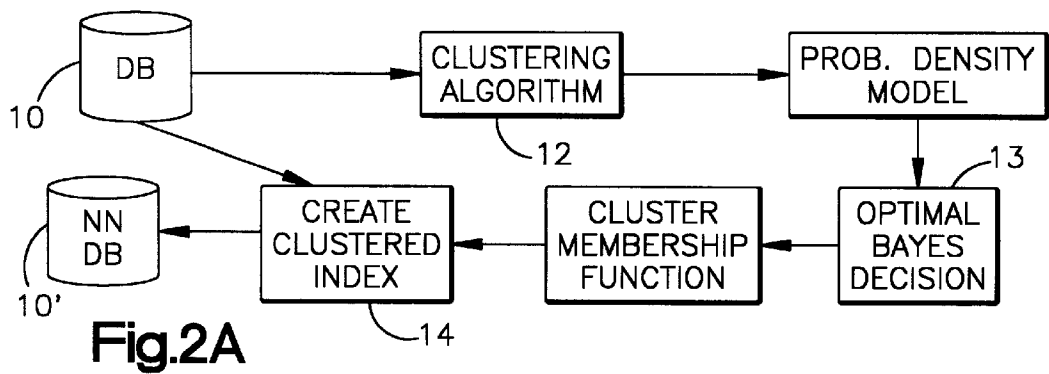 DB
CLUSTERING
ALGORITHM
PROB. DENSITY
MODEL
10
12
13
NN
DB
CREATE
CLUSTERED
INDEX
CLUSTER
MEMBERSHIP
FUNCTION
OPTIMAL
BAYES
DECISION
10'
14
Fig.2A